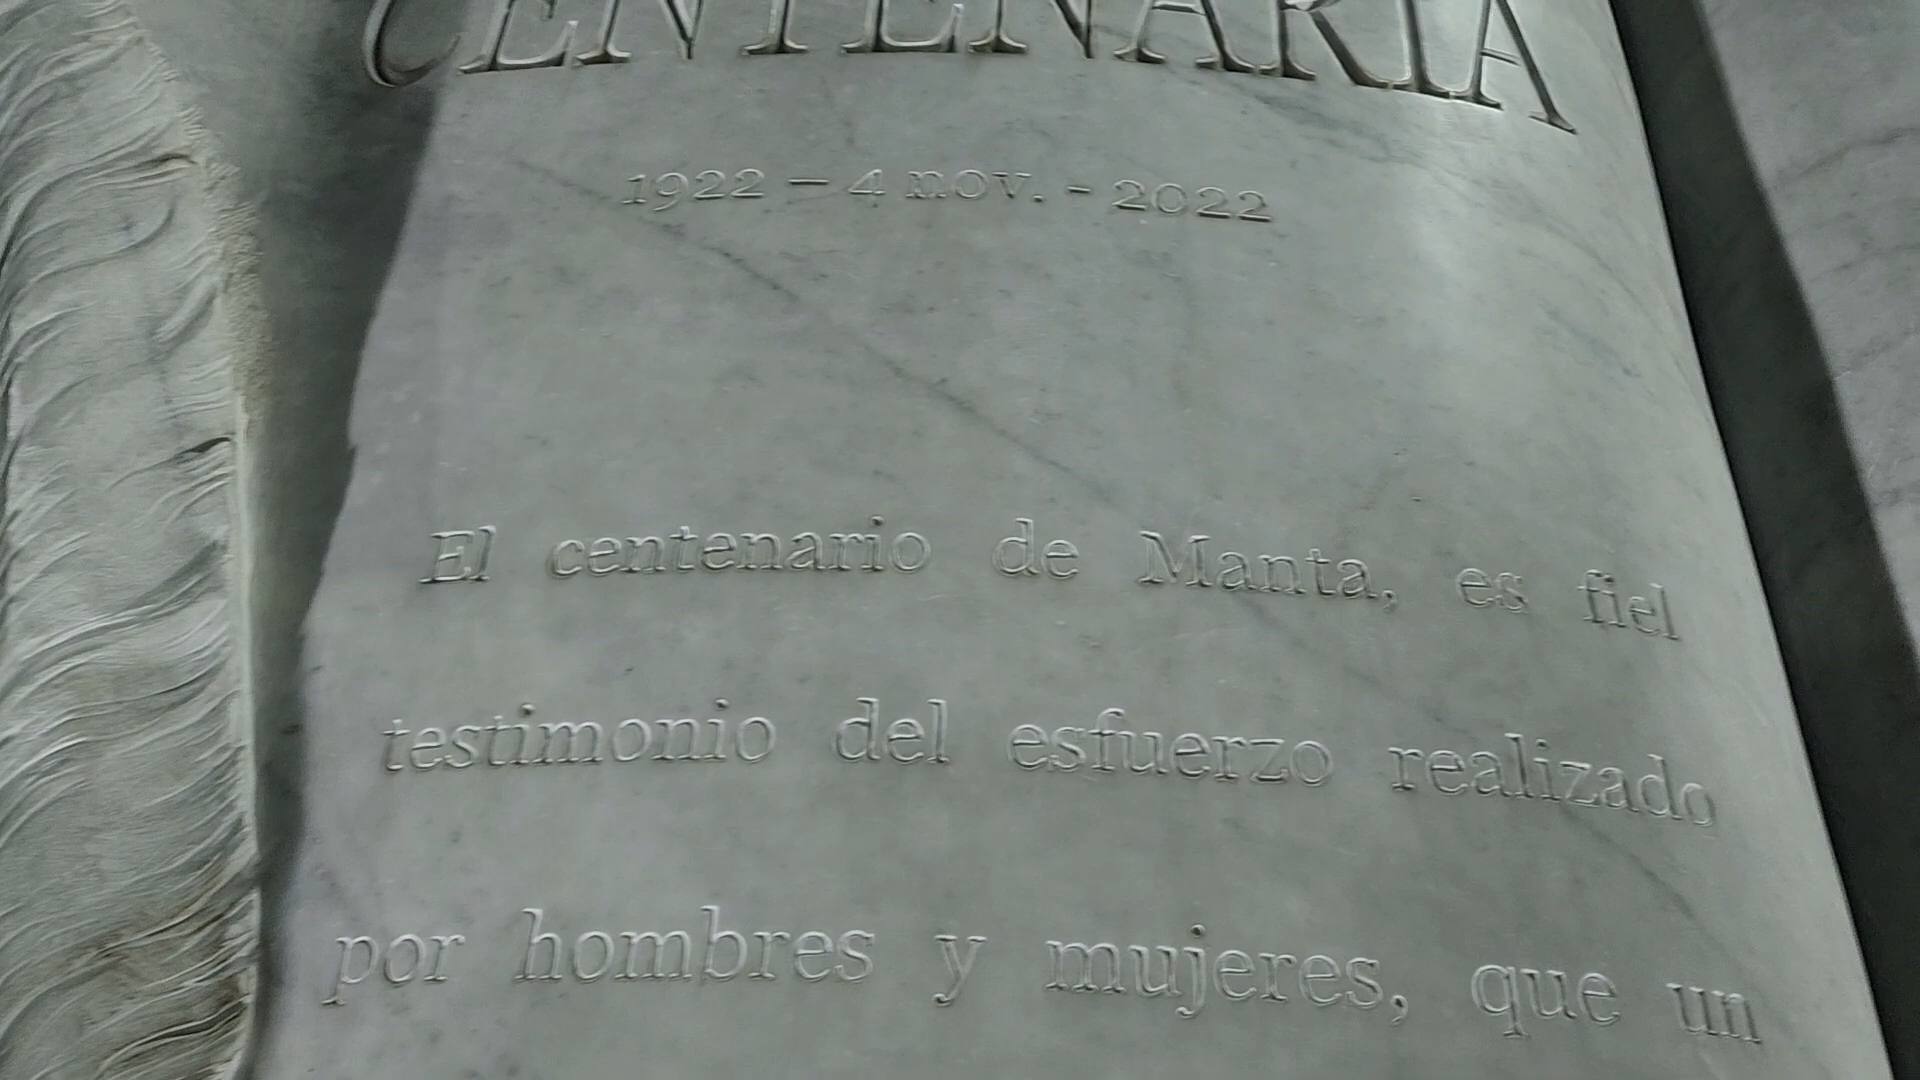 CENTENARIA
1922 – 4 nov. - 2022
El centenario de Manta, es fiel
testimonio del esfuerzo realizado
por hombres y mujeres, que un